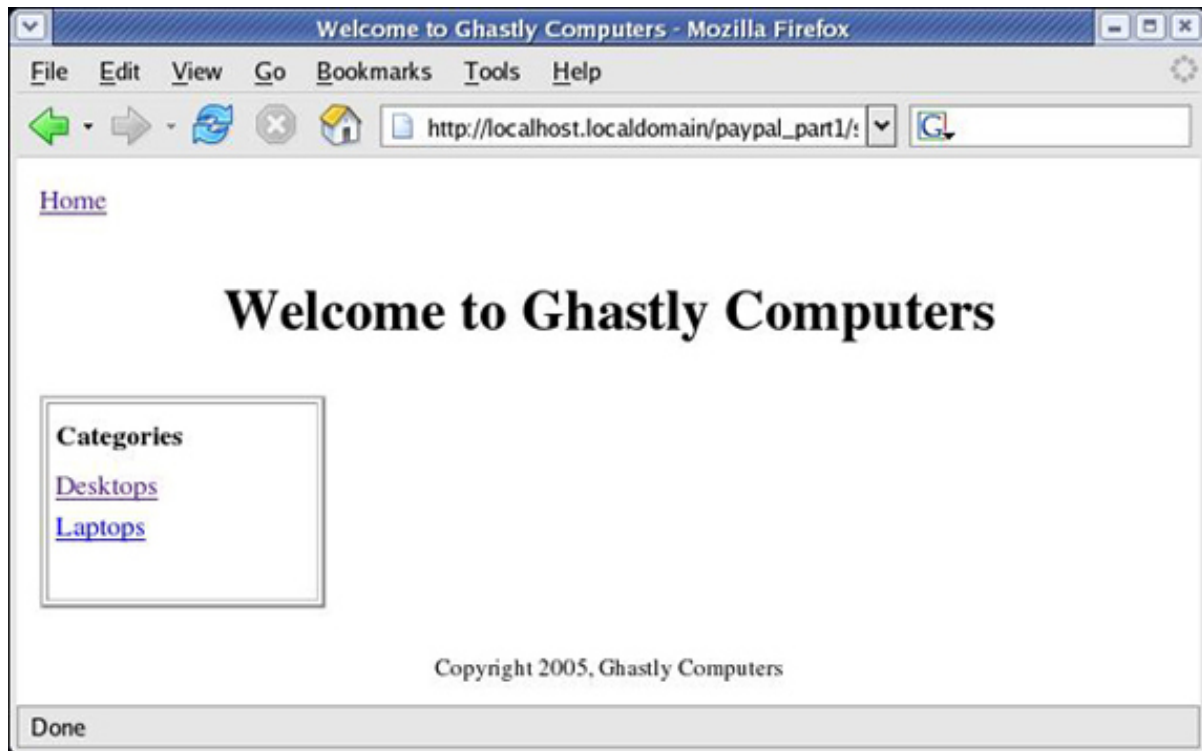 Welcome to Ghastly Computers - Mozilla Firefox
File Edit View Go Bookmarks Tools Help
http://localhost.localdomain/paypal_part1/s G
Home
Welcome to Ghastly Computers
Categories
Desktops
Laptops
Copyright 2005, Ghastly Computers
Done